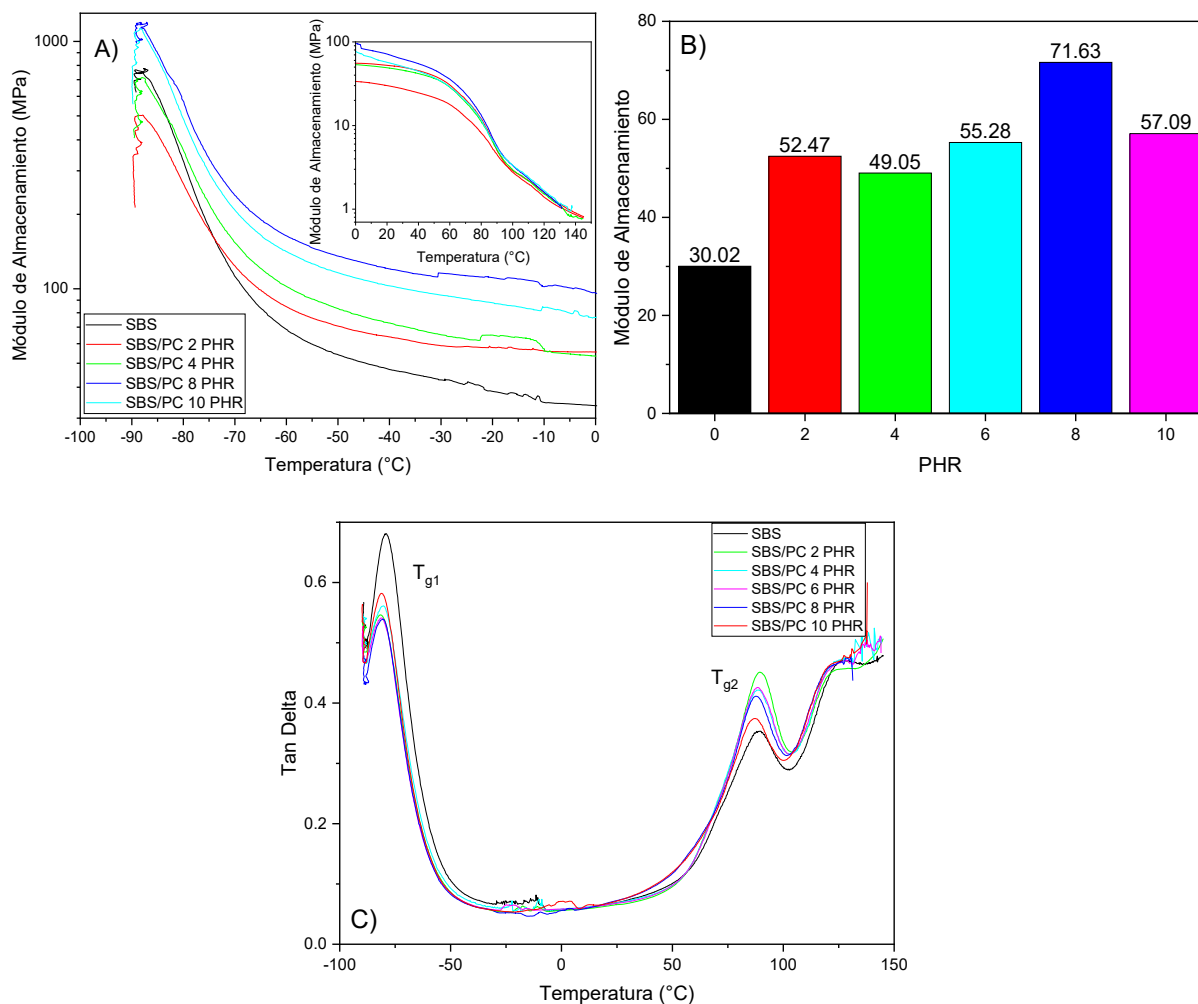 A)
Módulo de Almacenamiento (MPa)
1000
100
-100 -90 -80 -70 -60 -50 -40 -30 -20 -10 0
Temperatura (°C)
SBS
SBS/PC 2 PHR
SBS/PC 4 PHR
SBS/PC 8 PHR
SBS/PC 10 PHR
Módulo de Almacenamiento (MPa)
100
10
1
0 20 40 60 80 100 120 140
Temperatura (°C)
B)
Módulo de Almacenamiento
80
60
40
20
0
30.02
52.47
49.05
55.28
71.63
57.09
0 2 4 6 8 10
PHR
C)
Tan Delta
0.6
0.4
0.2
0.0
Tg1
Tg2
SBS
SBS/PC 2 PHR
SBS/PC 4 PHR
SBS/PC 6 PHR
SBS/PC 8 PHR
SBS/PC 10 PHR
-100 -50 0 50 100 150
Temperatura (°C)